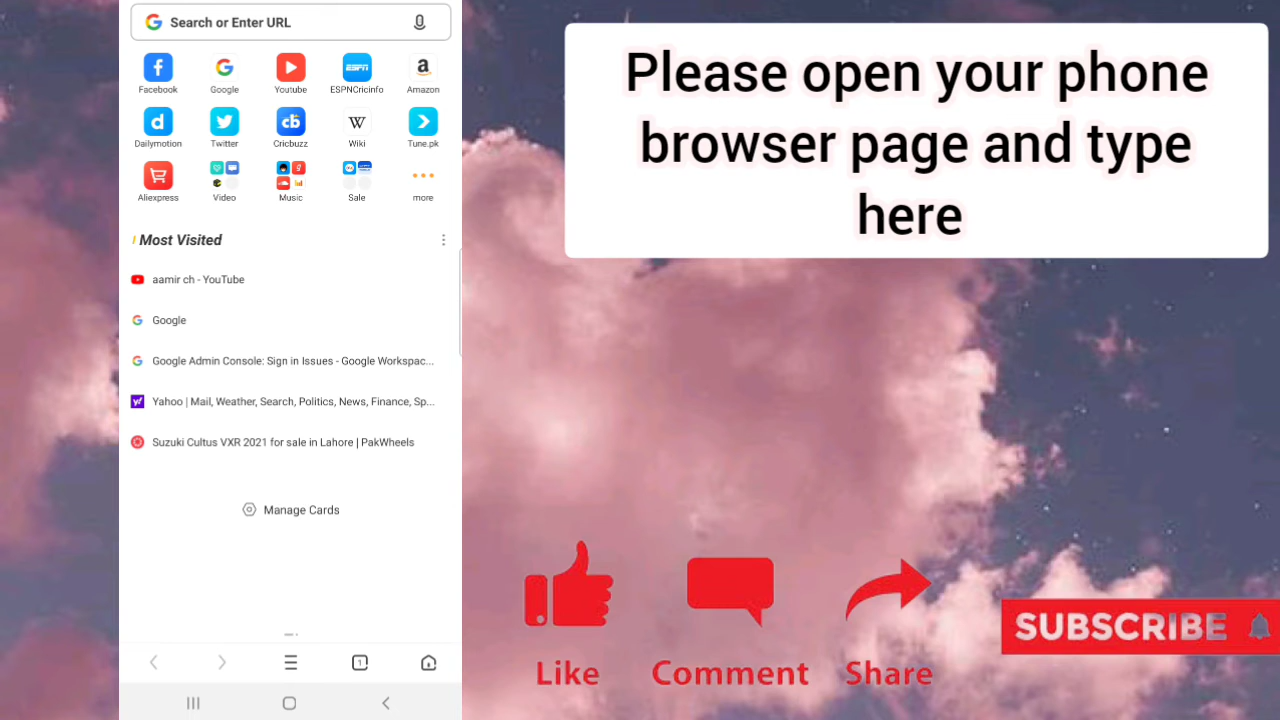 Search or Enter URL
Facebook
Google
Youtube
ESPNCricinfo
Amazon
Dailymotion
Twitter
Cricbuzz
Wiki
Tune.pk
Aliexpress
Video
Music
Sale
more
Most Visited
aamir ch - YouTube
Google
Google Admin Console: Sign in Issues - Google Workspac...
Yahoo | Mail, Weather, Search, Politics, News, Finance, Sp...
Suzuki Cultus VXR 2021 for sale in Lahore | PakWheels
Manage Cards
1
Please open your phone
browser page and type
here
Like
Comment
Share
SUBSCRIBE